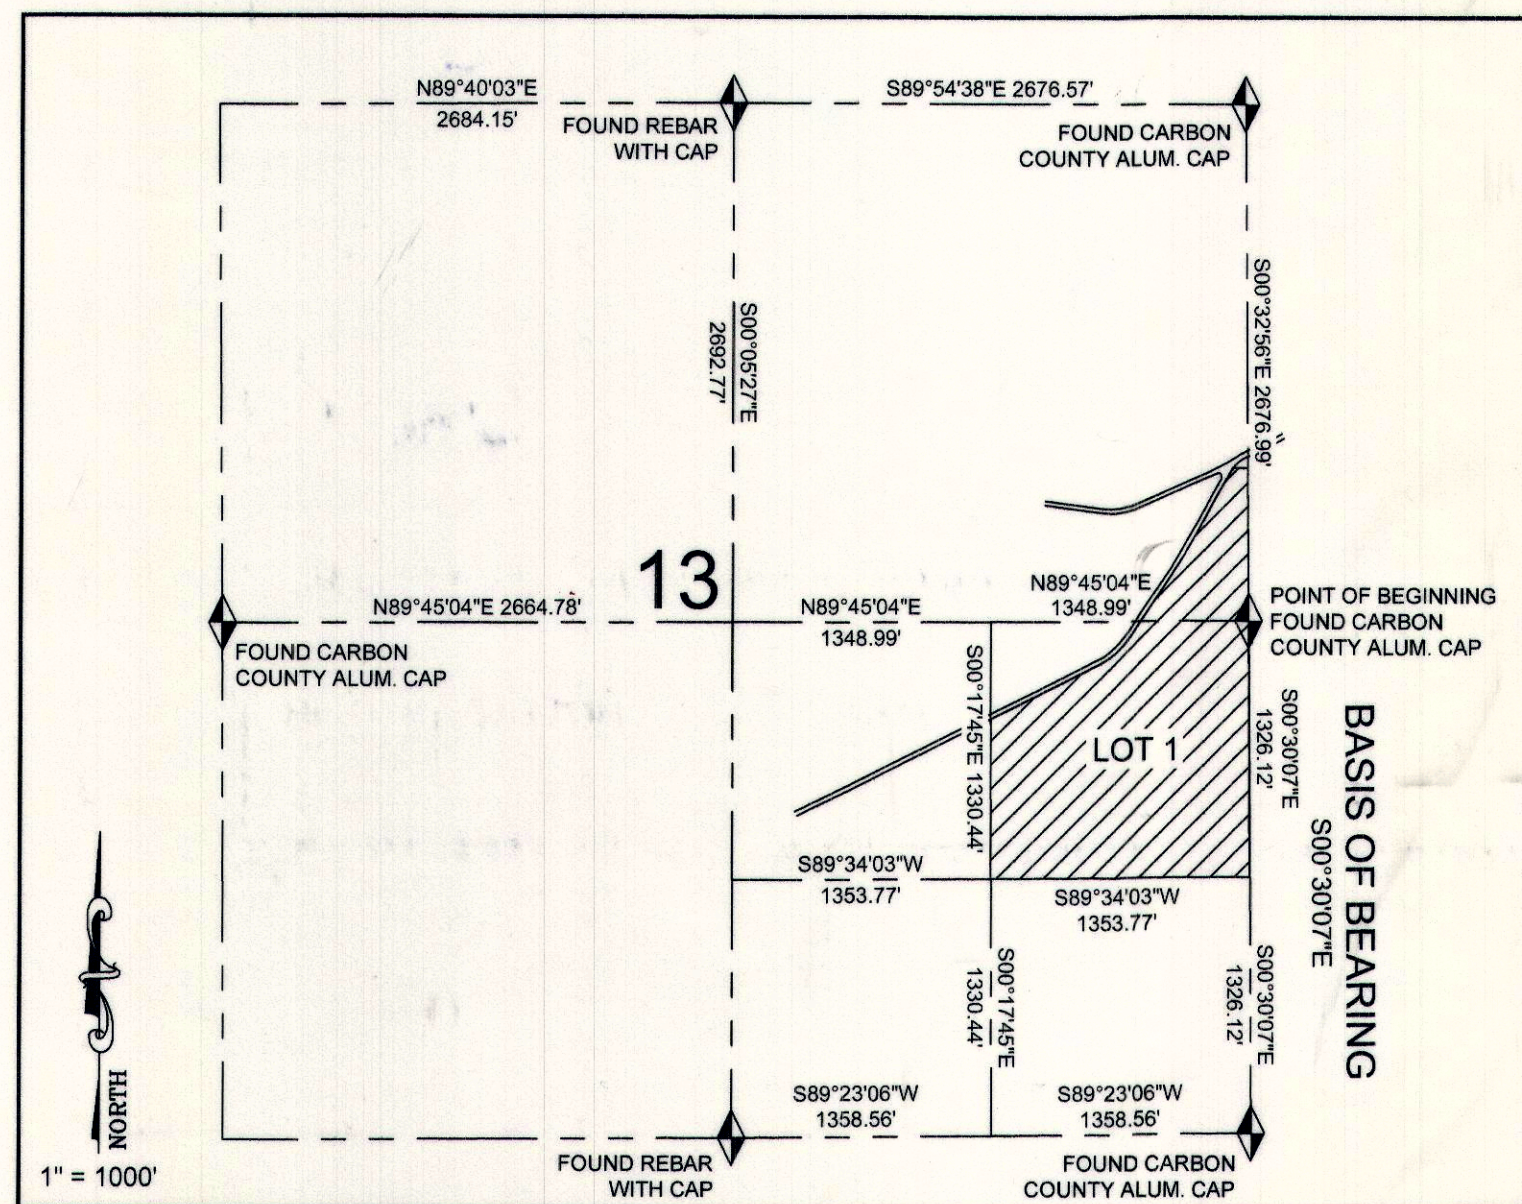 N89°40'03"E
2684.15'
S89°54'38"E 2676.57'
FOUND REBAR
WITH CAP
FOUND CARBON
COUNTY ALUM. CAP
S00°05'27"E
2692.77'
S00°32'56"E 2676.99'
13
N89°45'04"E 2664.78'
N89°45'04"E
1348.99'
N89°45'04"E
1348.99'
POINT OF BEGINNING
FOUND CARBON
COUNTY ALUM. CAP
FOUND CARBON
COUNTY ALUM. CAP
S00°17'45"E 1330.44'
LOT 1
S00°30'07"E
1326.12'
BASIS OF BEARING
S00°30'07"E
S89°34'03"W
1353.77'
S89°34'03"W
1353.77'
S00°17'45"E
1330.44'
S00°30'07"E
1326.12'
S89°23'06"W
1358.56'
S89°23'06"W
1358.56'
NORTH
1" = 1000'
FOUND REBAR
WITH CAP
FOUND CARBON
COUNTY ALUM. CAP